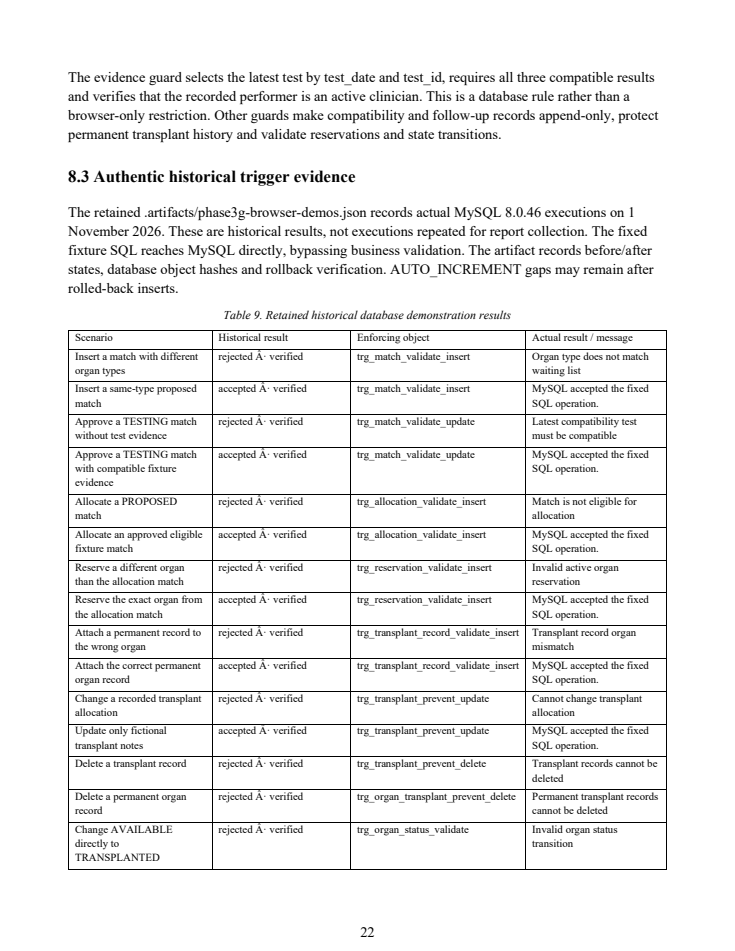 The evidence guard selects the latest test by test_date and test_id, requires all three compatible results
and verifies that the recorded performer is an active clinician. This is a database rule rather than a
browser-only restriction. Other guards make compatibility and follow-up records append-only, protect
permanent transplant history and validate reservations and state transitions.
8.3 Authentic historical trigger evidence
The retained .artifacts/phase3g-browser-demos.json records actual MySQL 8.0.46 executions on 1
November 2026. These are historical results, not executions repeated for report collection. The fixed
fixture SQL reaches MySQL directly, bypassing business validation. The artifact records before/after
states, database object hashes and rollback verification. AUTO_INCREMENT gaps may remain after
rolled-back inserts.
Table 9. Retained historical database demonstration results
Scenario Historical result Enforcing object Actual result / message
Insert a match with different rejected Â· verified trg_match_validate_insert Organ type does not match
organ types waiting list
Insert a same-type proposed accepted Â· verified trg_match_validate_insert MySQL accepted the fixed
match SQL operation.
Approve a TESTING match rejected Â· verified trg_match_validate_update Latest compatibility test
without test evidence must be compatible
Approve a TESTING match accepted Â· verified trg_match_validate_update MySQL accepted the fixed
with compatible fixture SQL operation.
evidence
Allocate a PROPOSED rejected Â· verified trg_allocation_validate_insert Match is not eligible for
match allocation
Allocate an approved eligible accepted Â· verified trg_allocation_validate_insert MySQL accepted the fixed
fixture match SQL operation.
Reserve a different organ rejected Â· verified trg_reservation_validate_insert Invalid active organ
than the allocation match reservation
Reserve the exact organ from accepted Â· verified trg_reservation_validate_insert MySQL accepted the fixed
the allocation match SQL operation.
Attach a permanent record to rejected Â· verified trg_transplant_record_validate_insert Transplant record organ
the wrong organ mismatch
Attach the correct permanent accepted Â· verified trg_transplant_record_validate_insert MySQL accepted the fixed
organ record SQL operation.
Change a recorded transplant rejected Â· verified trg_transplant_prevent_update Cannot change transplant
allocation allocation
Update only fictional accepted Â· verified trg_transplant_prevent_update MySQL accepted the fixed
transplant notes SQL operation.
Delete a transplant record rejected Â· verified trg_transplant_prevent_delete Transplant records cannot be
deleted
Delete a permanent organ rejected Â· verified trg_organ_transplant_prevent_delete Permanent transplant records
record cannot be deleted
Change AVAILABLE rejected Â· verified trg_organ_status_validate Invalid organ status
directly to transition
TRANSPLANTED
22